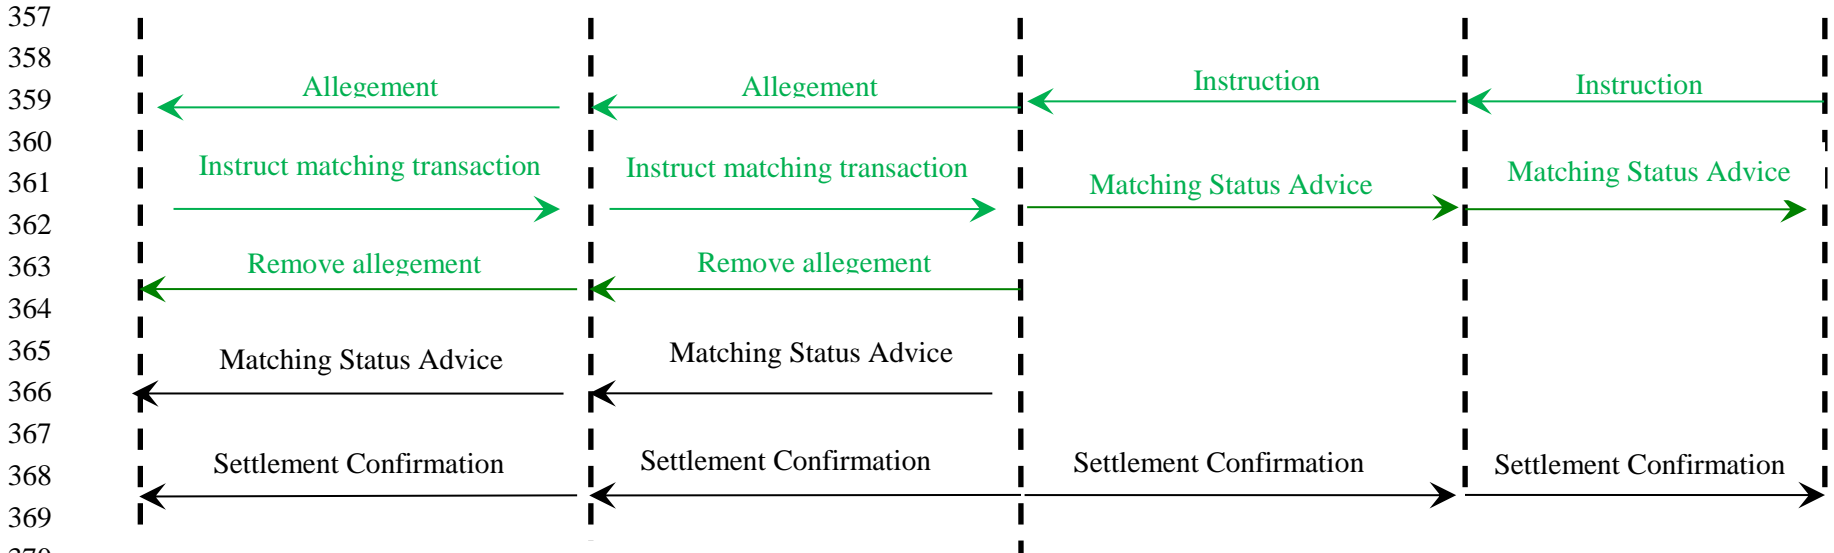 357
358
Allegement Allegement Instruction Instruction
359
360
Instruct matching transaction Instruct matching transaction Matching Status Advice Matching Status Advice
361
362
363
Remove allegement Remove allegement
364
365
Matching Status Advice Matching Status Advice
366
367
368
Settlement Confirmation Settlement Confirmation Settlement Confirmation Settlement Confirmation
369
370